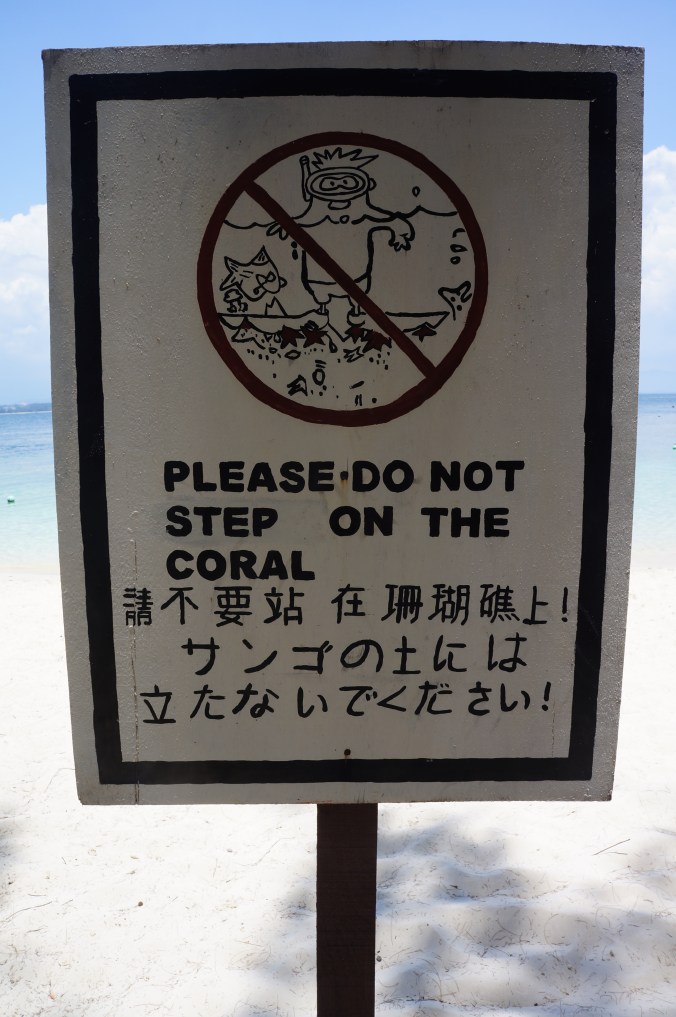 PLEASE DO NOT
STEP ON THE
CORAL
請不要站在珊瑚礁上!
サンゴの土には
立たないでください!